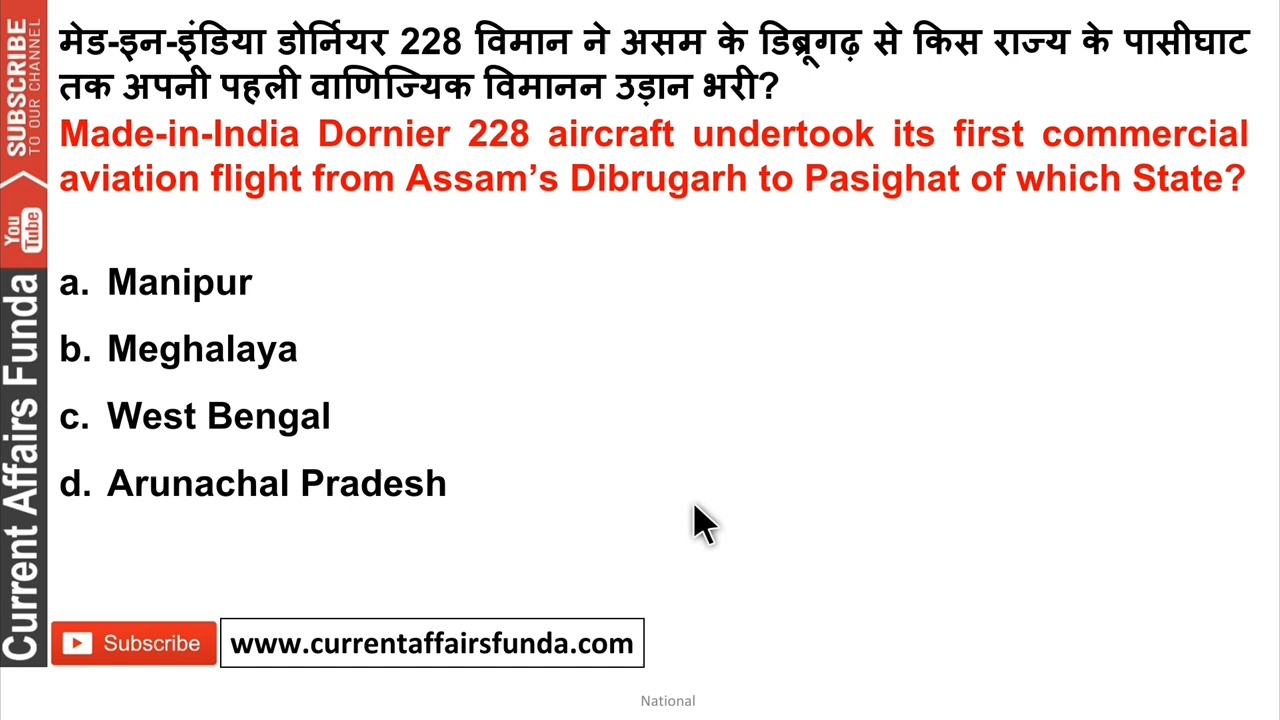 मेड-इन-इंडिया डोर्नियर 228 विमान ने असम के डिब्रूगढ़ से किस राज्य के पासीघाट
तक अपनी पहली वाणिज्यिक विमानन उड़ान भरी?
Made-in-India Dornier 228 aircraft undertook its first commercial
aviation flight from Assam’s Dibrugarh to Pasighat of which State?
a. Manipur
b. Meghalaya
c. West Bengal
d. Arunachal Pradesh
SUBSCRIBE
TO OUR CHANNEL
You
Tube
Current Affairs Funda
Subscribe
www.currentaffairsfunda.com
National